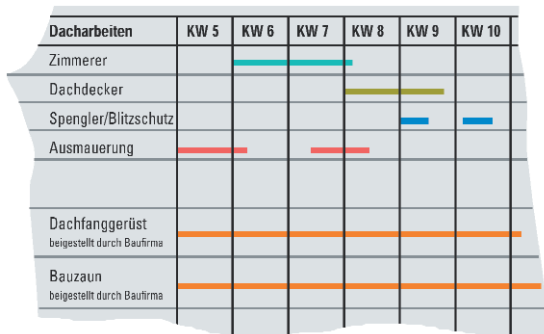 Dacharbeiten KW 5 KW 6 KW 7 KW 8 KW 9 KW 10
Zimmerer
Dachdecker
Spengler/Blitzschutz
Ausmauerung
Dachfanggerüst
beigestellt durch Baufirma
Bauzaun
beigestellt durch Baufirma